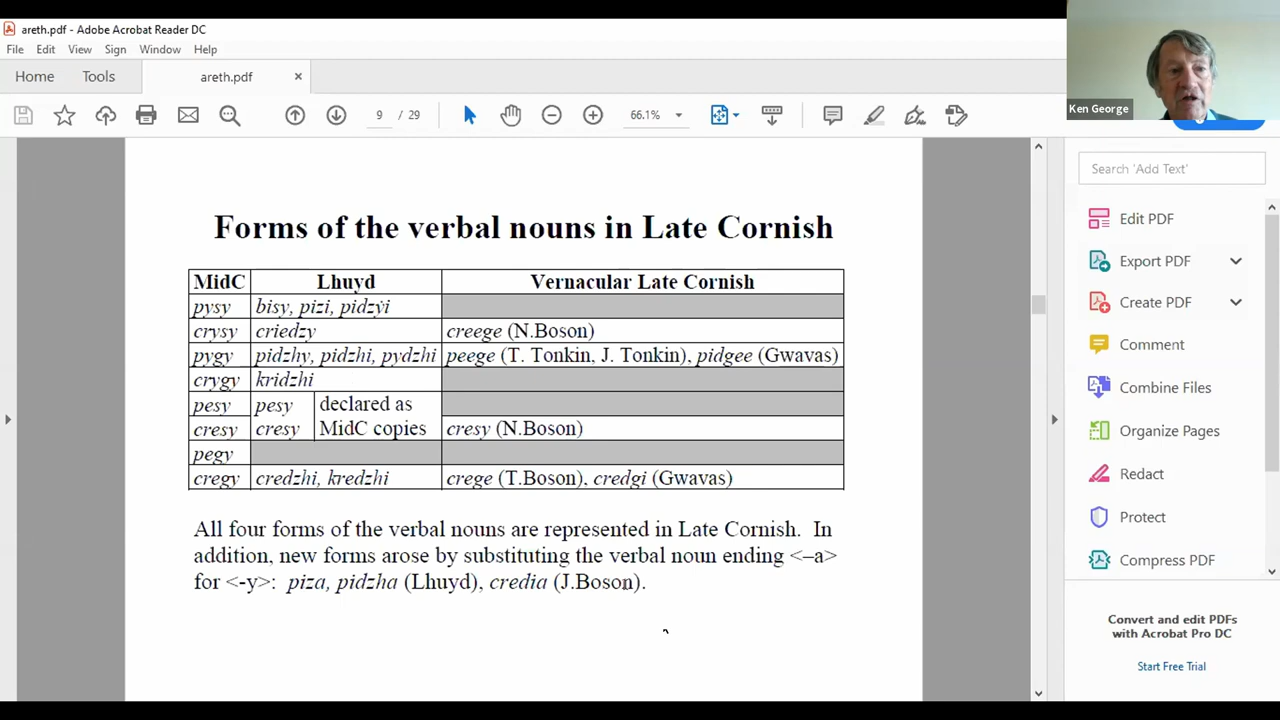 areth.pdf - Adobe Acrobat Reader DC
File Edit View Sign Window Help
Home Tools areth.pdf ×
9 / 29 66.1%
Ken George
Forms of the verbal nouns in Late Cornish
MidC Lhuyd Vernacular Late Cornish
pysy bisy, pizi, pidzẏi
crysy criedzy creege (N.Boson)
pygy pidzhy, pidzhi, pydzhi peege (T. Tonkin, J. Tonkin), pidgee (Gwavas)
crygy kridzhi
pesy pesy declared as
cresy cresy MidC copies cresy (N.Boson)
pegy
cregy credzhi, kredzhi crege (T.Boson), credgi (Gwavas)
All four forms of the verbal nouns are represented in Late Cornish. In
addition, new forms arose by substituting the verbal noun ending <–a>
for <-y>: piza, pidzha (Lhuyd), credia (J.Boson).
Search 'Add Text'
Edit PDF
Export PDF
Create PDF
Comment
Combine Files
Organize Pages
Redact
Protect
Compress PDF
Convert and edit PDFs
with Acrobat Pro DC
Start Free Trial